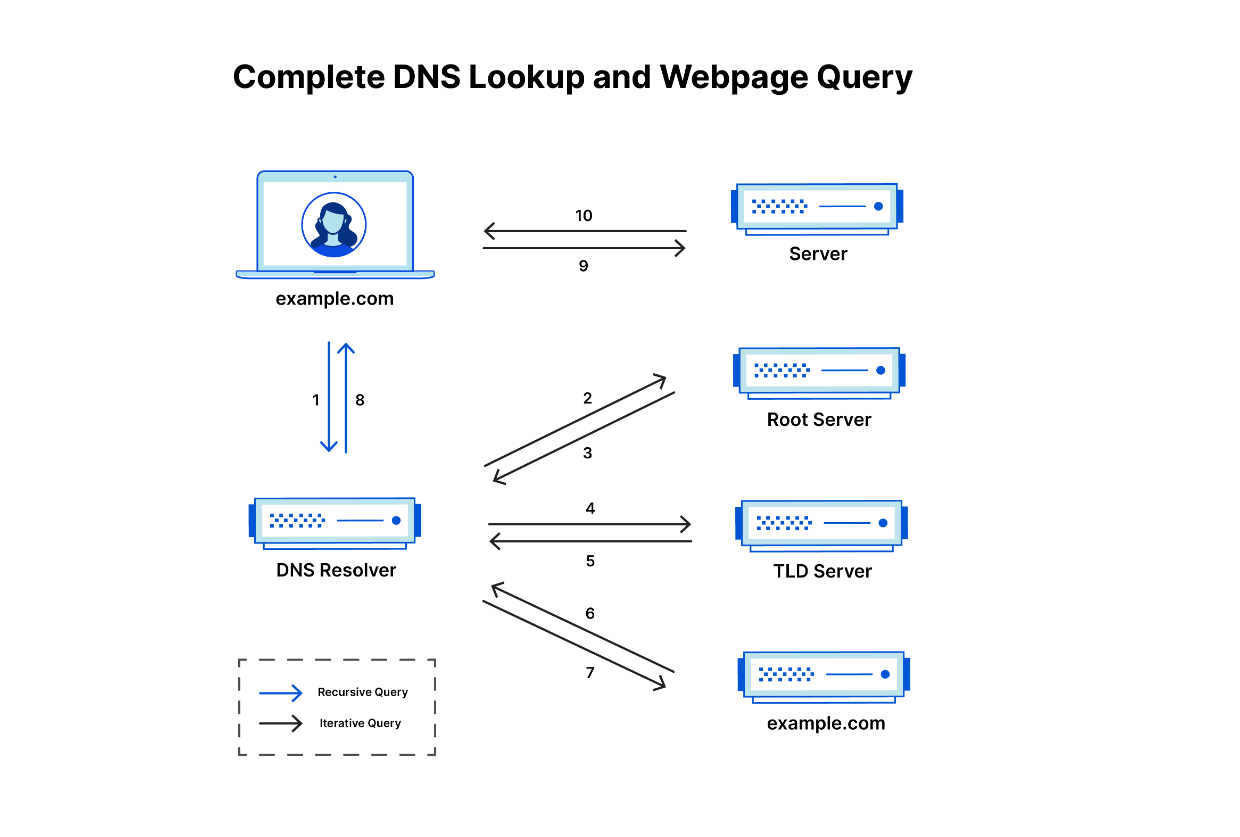 Complete DNS Lookup and Webpage Query
10
9
example.com
Server
1
8
2
3
Root Server
4
5
DNS Resolver
TLD Server
6
7
example.com
Recursive Query
Iterative Query